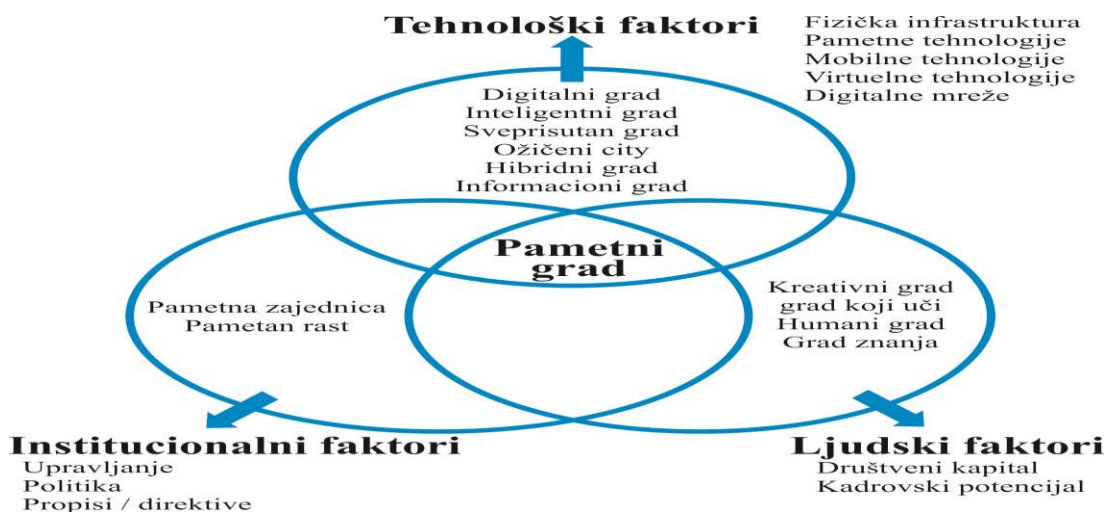 Tehnološki faktori
Fizička infrastruktura
Pametne tehnologije
Mobilne tehnologije
Virtuelne tehnologije
Digitalne mreže
Digitalni grad
Inteligentni grad
Sveprisutan grad
Ožičeni city
Hibridni grad
Informacioni grad
Pametni
grad
Pametna zajednica
Pametan rast
Kreativni grad
grad koji uči
Humani grad
Grad znanja
Institucionalni faktori
Upravljanje
Politika
Propisi / direktive
Ljudski faktori
Društveni kapital
Kadrovski potencijal